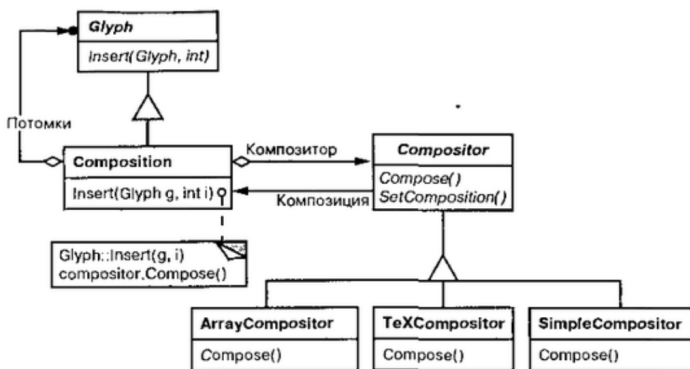 Glyph
Insert(Glyph, int)
Потомки
Composition
Insert(Glyph g, int i)
Композитор
Композиция
Compositor
Compose()
SetComposition()
Glyph::Insert(g, i)
compositor.Compose()
ArrayCompositor
Compose()
TeXCompositor
Compose()
SimpleCompositor
Compose()